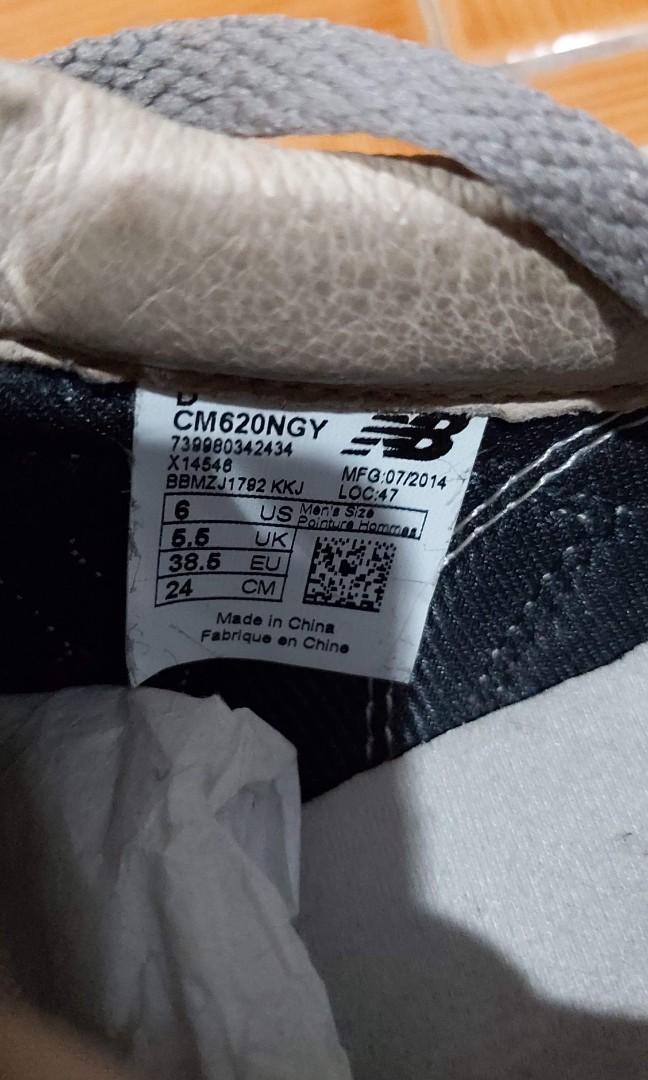 D
CM620NGY
739980342434
X14546
BBMZJ1792 KKJ
NB
MFG:07/2014
LOC:47
6 US Men's Size
Pointure Hommes
5.5 UK
38.5 EU
24 CM
Made in China
Fabrique en Chine